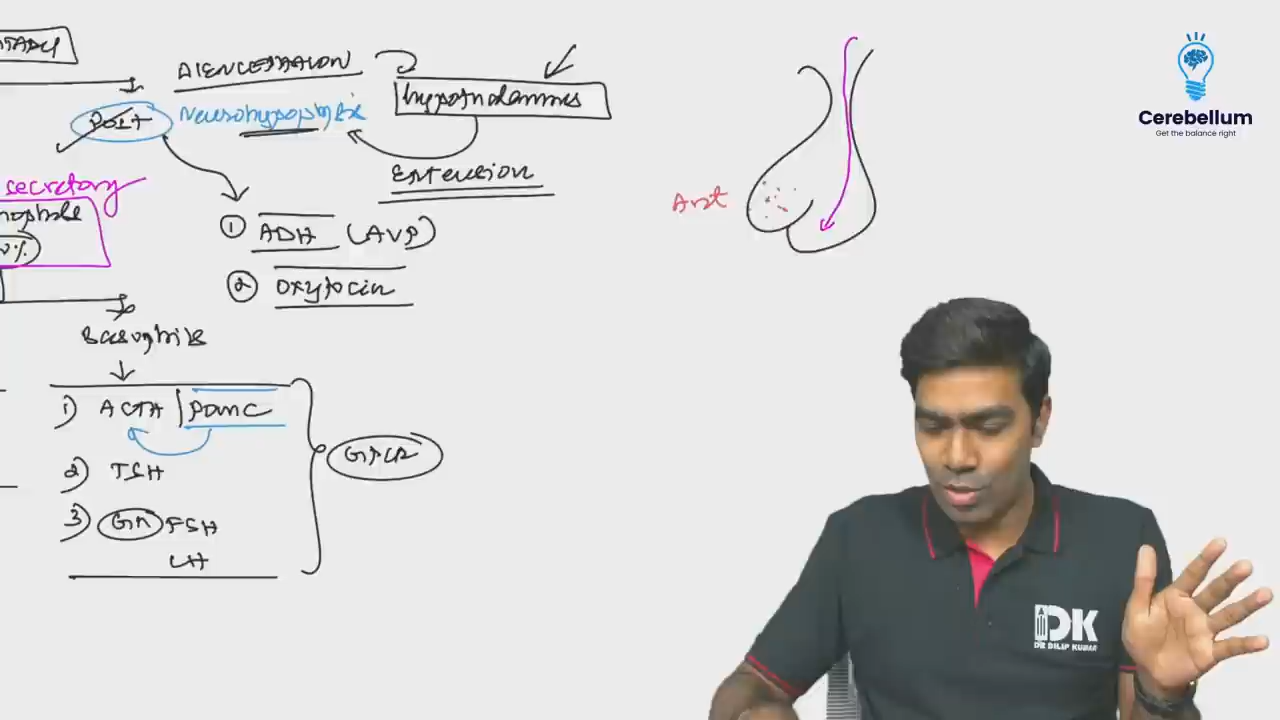 DIENCEPHALON
hypothalamus
POST
Neurohypophysis
Extension
secretory
① ADH (AVP)
② oxytocin
Ant
Basophils
1) ACTH | POMC
2) TSH
3) Gn FSH
LH
GPCR
Cerebellum
Get the balance right
DK
DR DILIP KUMAR